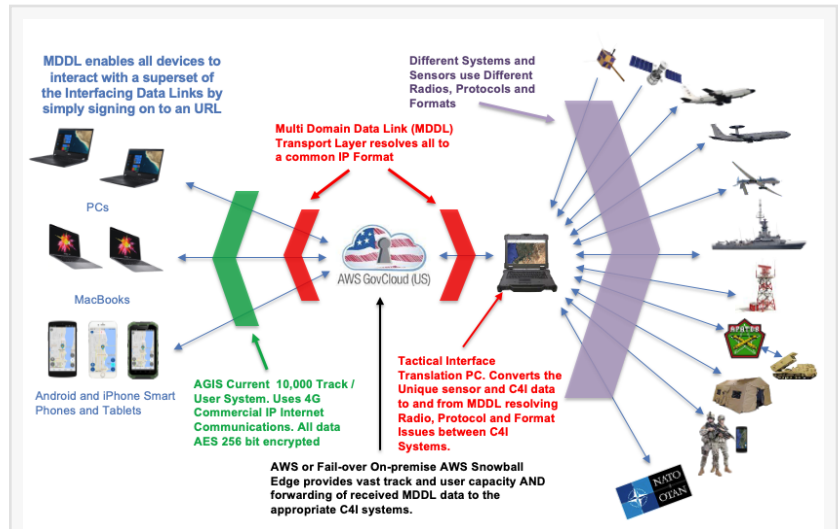 MDDL enables all devices to
interact with a superset of
the Interfacing Data Links by
simply signing on to an URL
Different Systems and
Sensors use Different
Radios, Protocols and
Formats
Multi Domain Data Link (MDDL)
Transport Layer resolves all to
a common IP Format
PCs
AWS GovCloud (US)
MacBooks
AFATDS
Android and iPhone Smart
Phones and Tablets
AGIS Current 10,000 Track /
User System. Uses 4G
Commercial IP Internet
Communications. All data
AES 256 bit encrypted
Tactical Interface
Translation PC. Converts the
Unique sensor and C4I data
to and from MDDL resolving
Radio, Protocol and Format
Issues between C4I
Systems.
AWS or Fail-over On-premise AWS Snowball
Edge provides vast track and user capacity AND
forwarding of received MDDL data to the
appropriate C4I systems.
NATO
OTAN